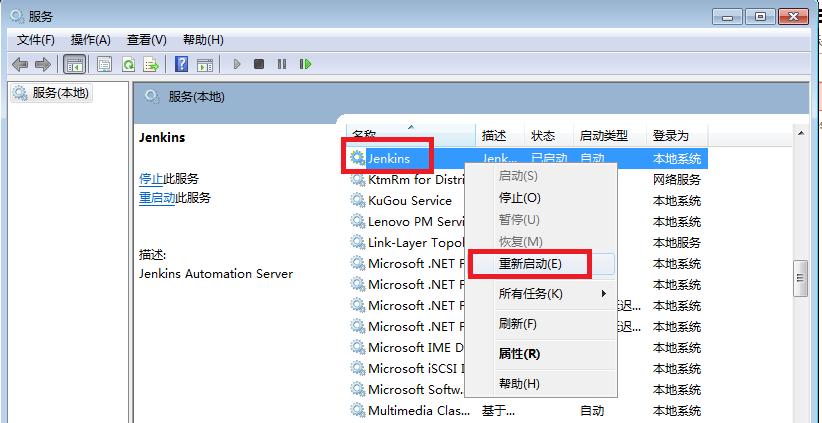 服务
文件(F) 操作(A) 查看(V) 帮助(H)
服务(本地)
服务(本地)
Jenkins
停止此服务
重启动此服务
描述:
Jenkins Automation Server
名称 描述 状态 启动类型 登录为
Jenkins Jenk... 已启动 自动 本地系统
KtmRm for Distri 网络服务
KuGou Service 本地系统
Lenovo PM Servi 本地系统
Link-Layer Topol 本地服务
Microsoft .NET F 本地系统
Microsoft .NET F 本地系统
Microsoft .NET F 迟... 本地系统
Microsoft .NET F 迟... 本地系统
Microsoft IME D 本地系统
Microsoft iSCSI I 本地系统
Microsoft Softw. 本地系统
Multimedia Clas... 基于... 自动 本地系统
启动(S)
停止(O)
暂停(U)
恢复(M)
重新启动(E)
所有任务(K)
刷新(F)
属性(R)
帮助(H)